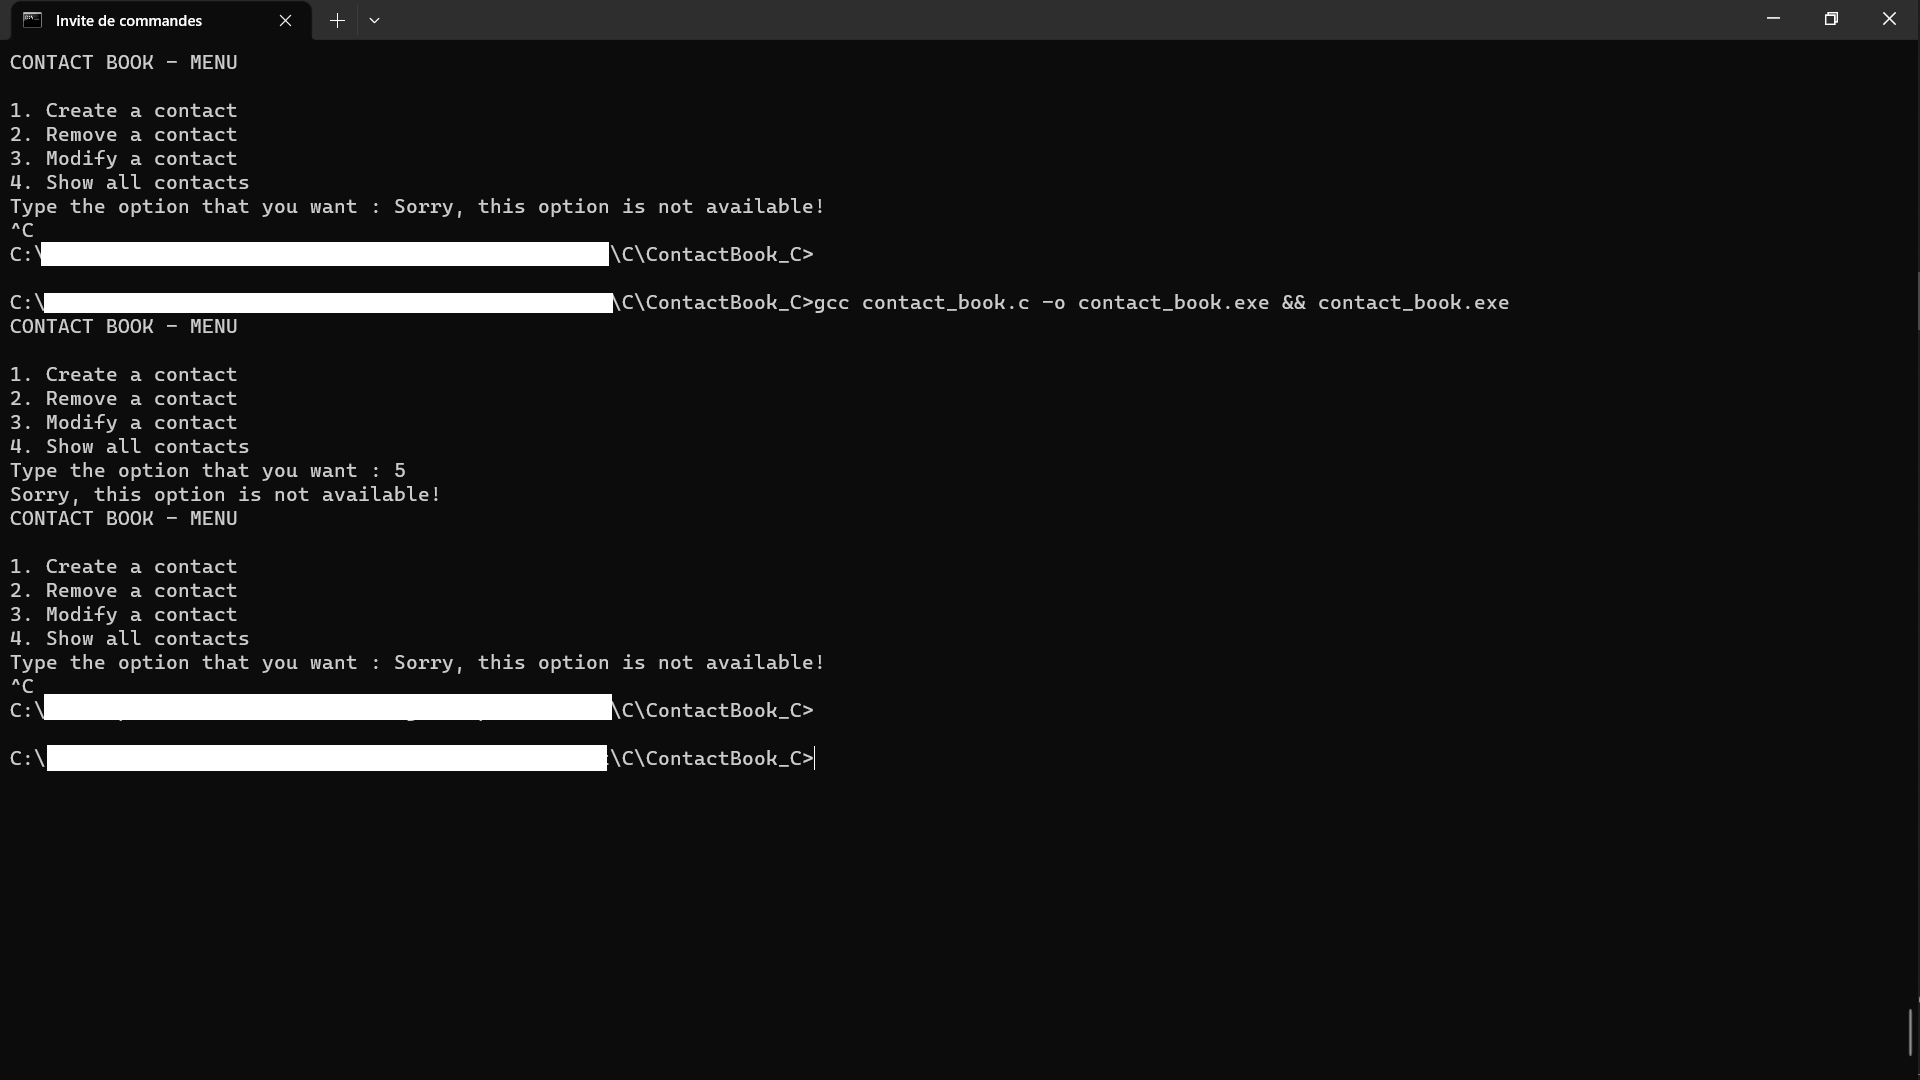 Invite de commandes
CONTACT BOOK - MENU
1. Create a contact
2. Remove a contact
3. Modify a contact
4. Show all contacts
Type the option that you want : Sorry, this option is not available!
^C
C:\ \C\ContactBook_C>
C:\ \C\ContactBook_C>gcc contact_book.c -o contact_book.exe && contact_book.exe
CONTACT BOOK - MENU
1. Create a contact
2. Remove a contact
3. Modify a contact
4. Show all contacts
Type the option that you want : 5
Sorry, this option is not available!
CONTACT BOOK - MENU
1. Create a contact
2. Remove a contact
3. Modify a contact
4. Show all contacts
Type the option that you want : Sorry, this option is not available!
^C
C:\ \C\ContactBook_C>
C:\ \C\ContactBook_C>